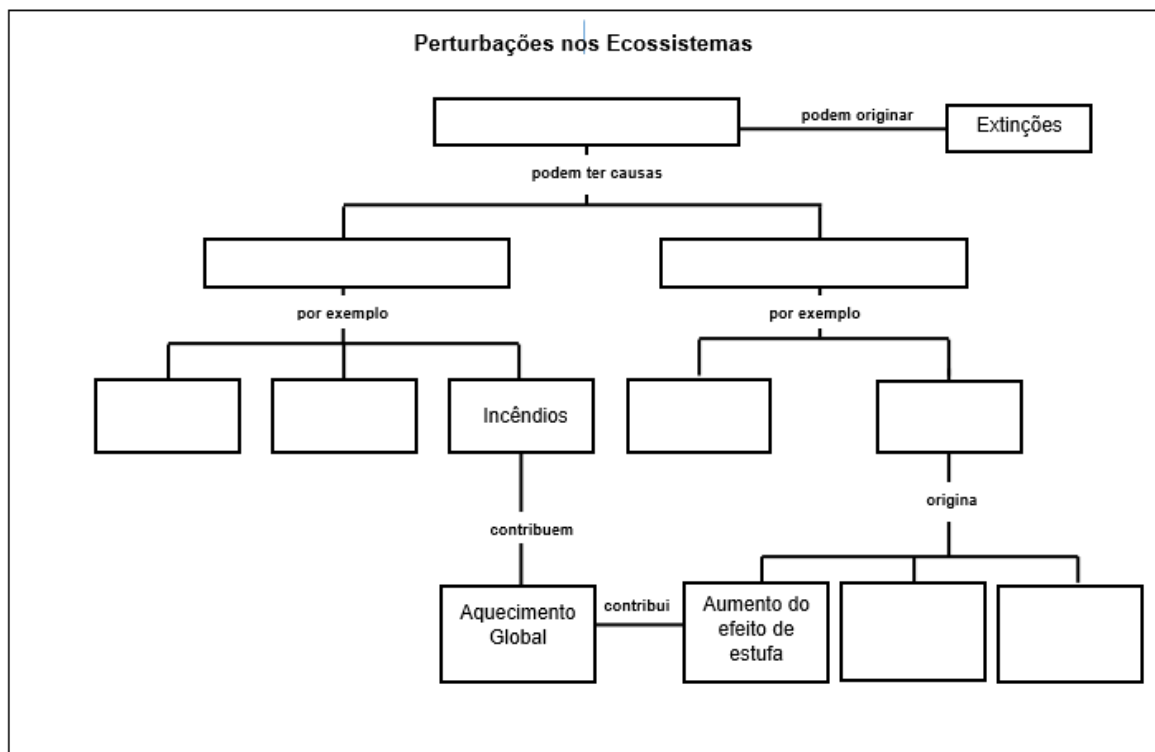 Perturbações nos Ecossistemas
podem originar
Extinções
podem ter causas
por exemplo
por exemplo
Incêndios
origina
contribuem
Aquecimento
Global
contribui
Aumento do
efeito de
estufa